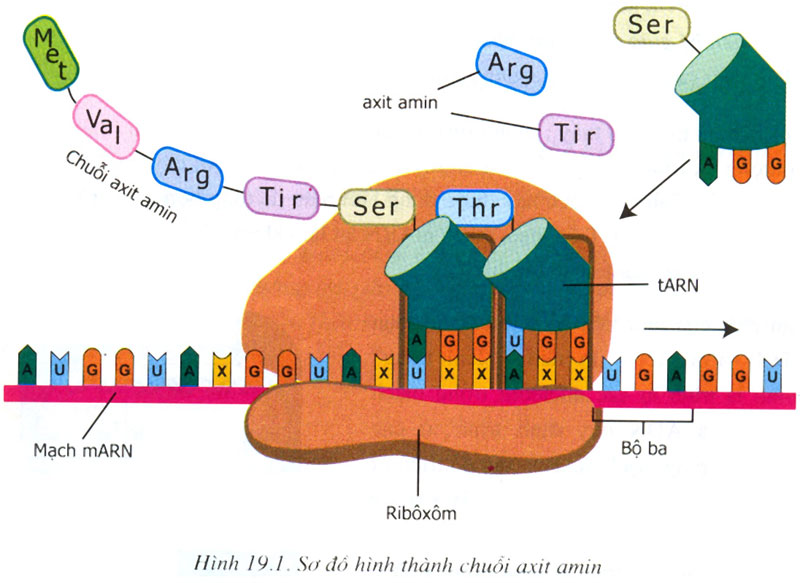 Met
Val
Arg
Tir
Ser
Thr
Chuỗi axit amin
axit amin
Arg
Tir
Ser
A G G
tARN
A G G U G G
A U G G U A X G G U A X U X X A X X U G A G G U
Mạch mARN
Bộ ba
Ribôxôm
Hình 19.1. Sơ đồ hình thành chuỗi axit amin